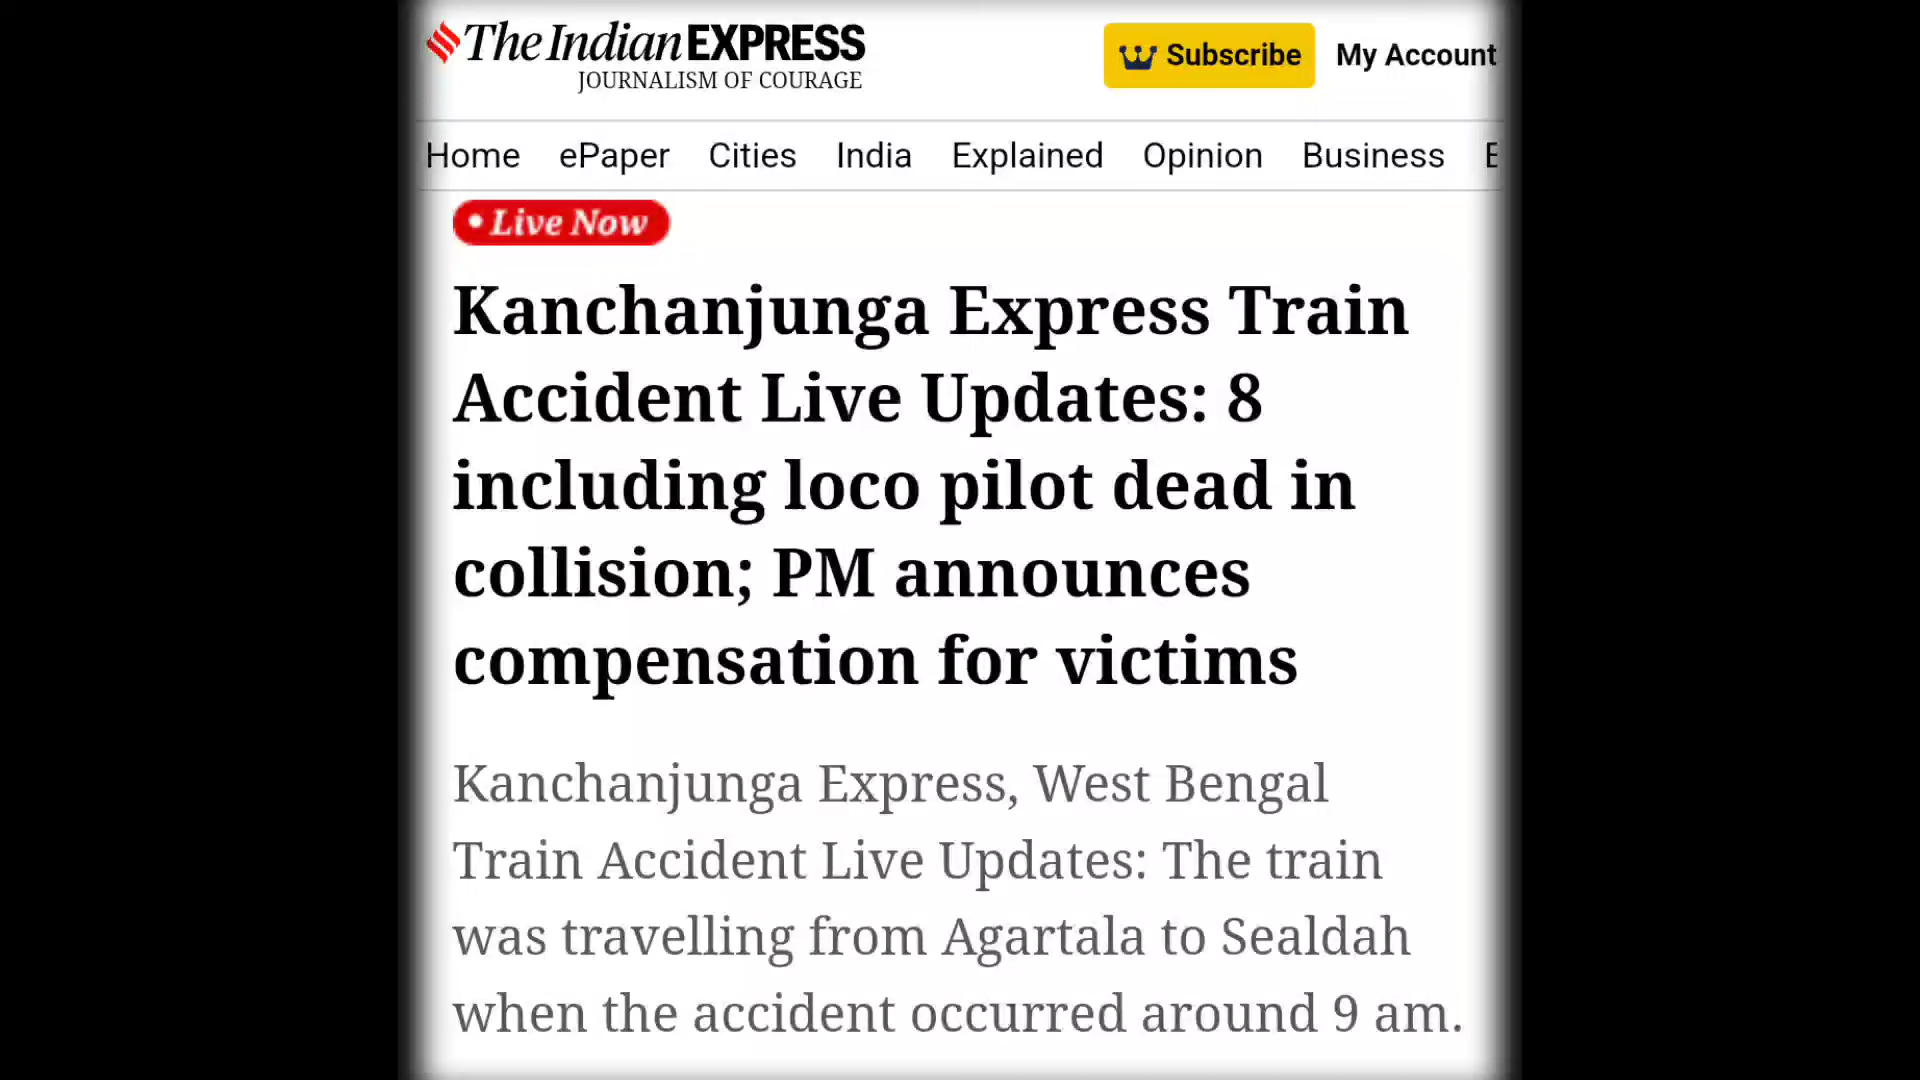 The Indian EXPRESS
JOURNALISM OF COURAGE
Subscribe
My Account
Home ePaper Cities India Explained Opinion Business E
• Live Now
Kanchanjunga Express Train
Accident Live Updates: 8
including loco pilot dead in
collision; PM announces
compensation for victims
Kanchanjunga Express, West Bengal
Train Accident Live Updates: The train
was travelling from Agartala to Sealdah
when the accident occurred around 9 am.